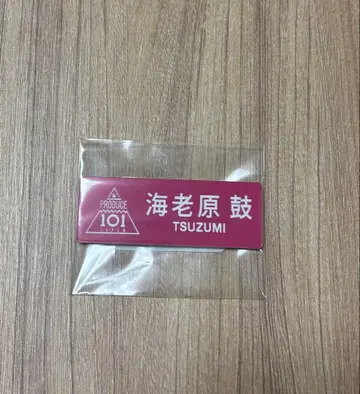 PRODUCE
101
JAPAN
海老原 鼓
TSUZUMI